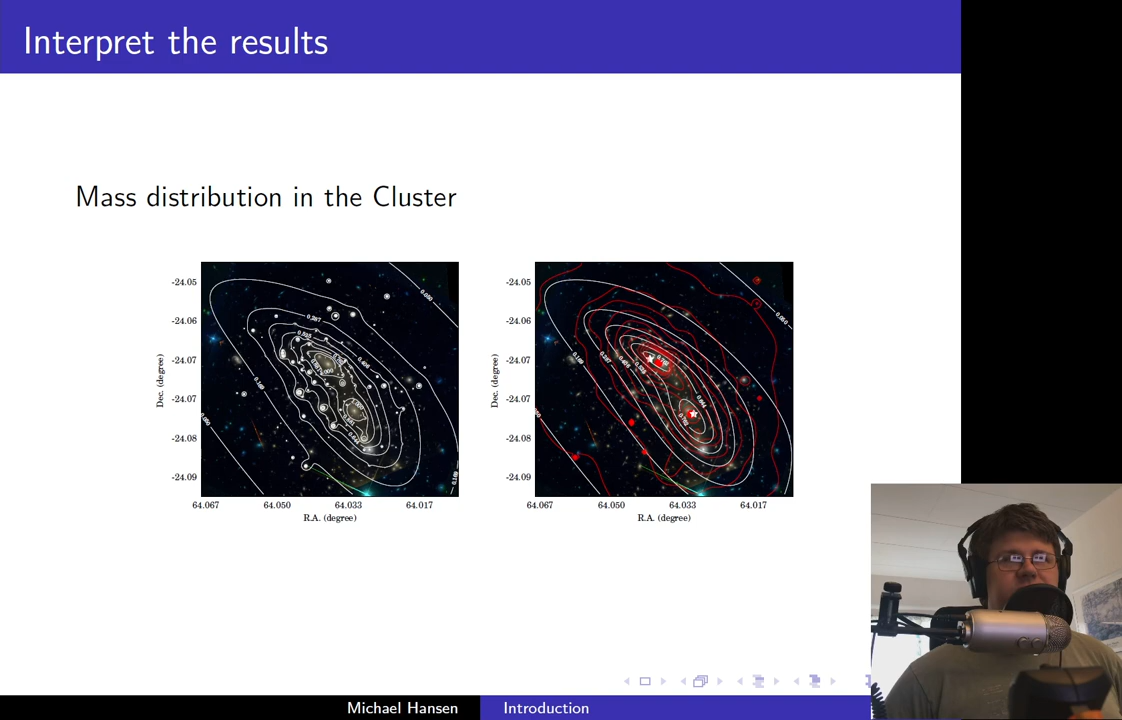 Interpret the results
Mass distribution in the Cluster
-24.05
-24.06
-24.07
-24.07
-24.08
-24.09
Dec. (degree)
64.067 64.050 64.033 64.017
R.A. (degree)
-24.05
-24.06
-24.07
-24.07
-24.08
-24.09
Dec. (degree)
64.067 64.050 64.033 64.017
R.A. (degree)
Michael Hansen
Introduction